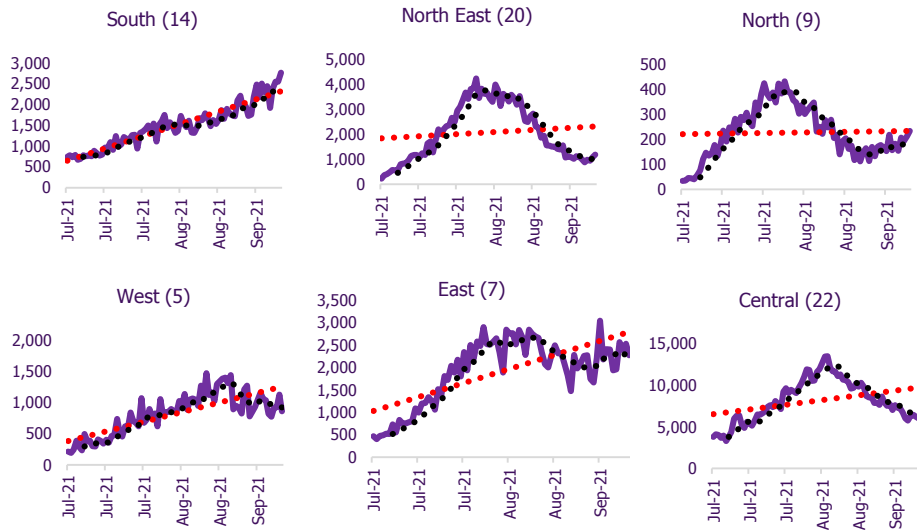 South (14)
3,000
2,500
2,000
1,500
1,000
500
0
Jul-21
Jul-21
Jul-21
Aug-21
Aug-21
Sep-21
North East (20)
5,000
4,000
3,000
2,000
1,000
0
Jul-21
Jul-21
Jul-21
Aug-21
Aug-21
Sep-21
North (9)
500
400
300
200
100
0
Jul-21
Jul-21
Jul-21
Aug-21
Aug-21
Sep-21
West (5)
2,000
1,500
1,000
500
0
Jul-21
Jul-21
Jul-21
Aug-21
Aug-21
Sep-21
East (7)
3,500
3,000
2,500
2,000
1,500
1,000
500
0
Jul-21
Jul-21
Jul-21
Aug-21
Aug-21
Sep-21
Central (22)
15,000
10,000
5,000
0
Jul-21
Jul-21
Jul-21
Aug-21
Aug-21
Sep-21